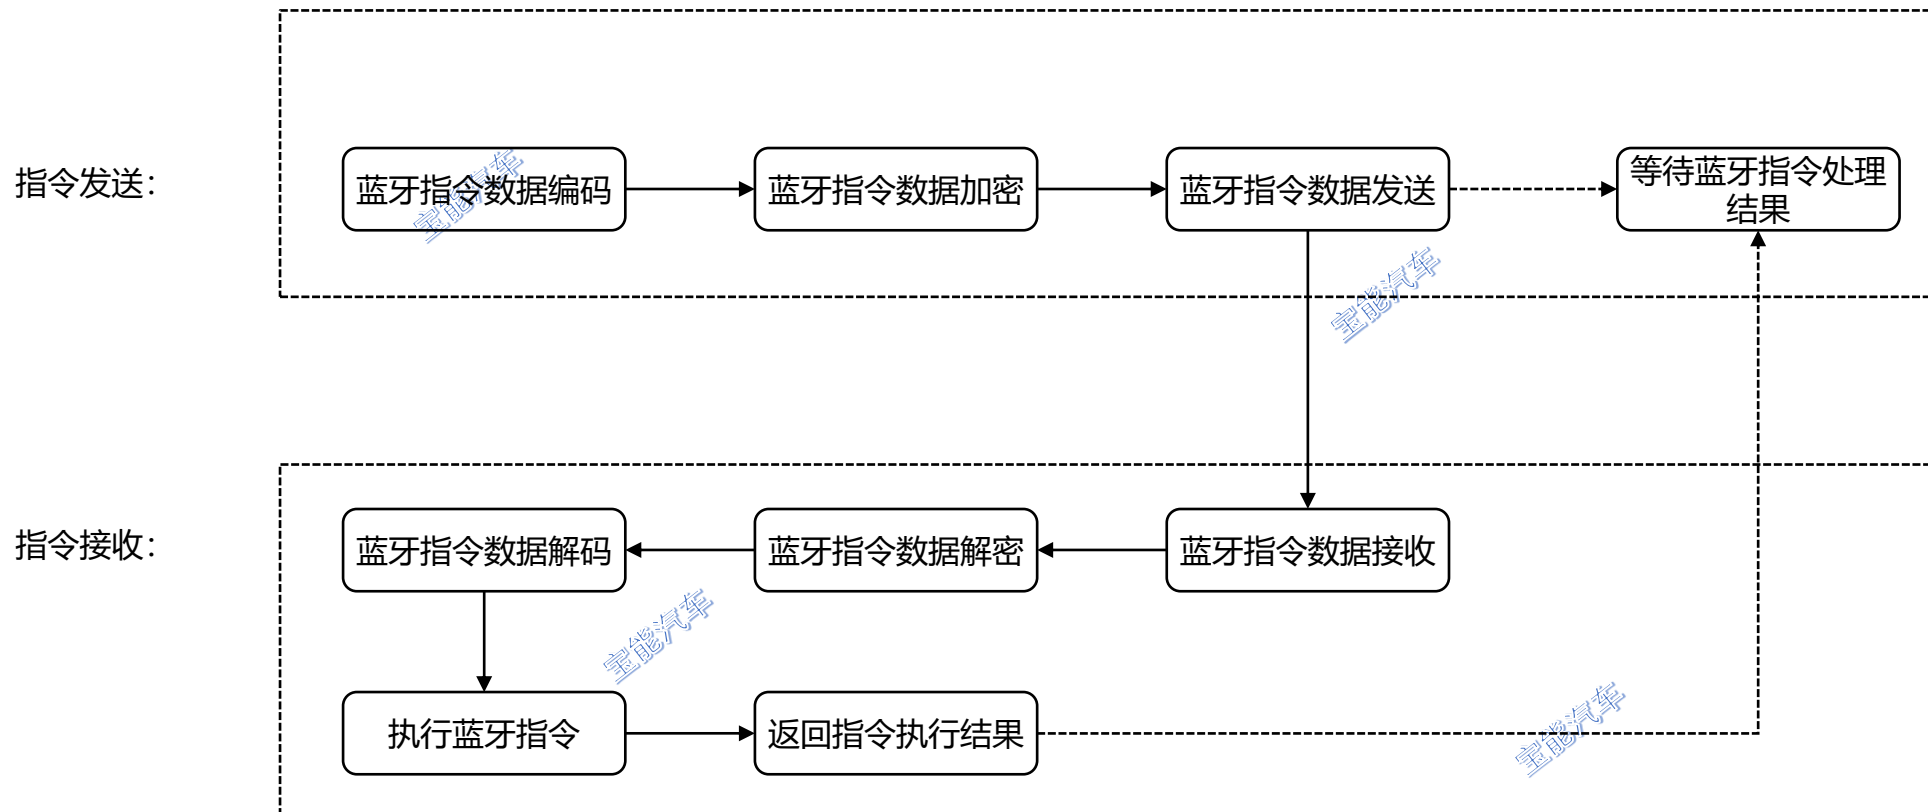 指令发送：
蓝牙指令数据编码
蓝牙指令数据加密
蓝牙指令数据发送
等待蓝牙指令处理
结果
宝能汽车
宝能汽车
指令接收：
蓝牙指令数据解码
蓝牙指令数据解密
蓝牙指令数据接收
宝能汽车
执行蓝牙指令
返回指令执行结果
宝能汽车